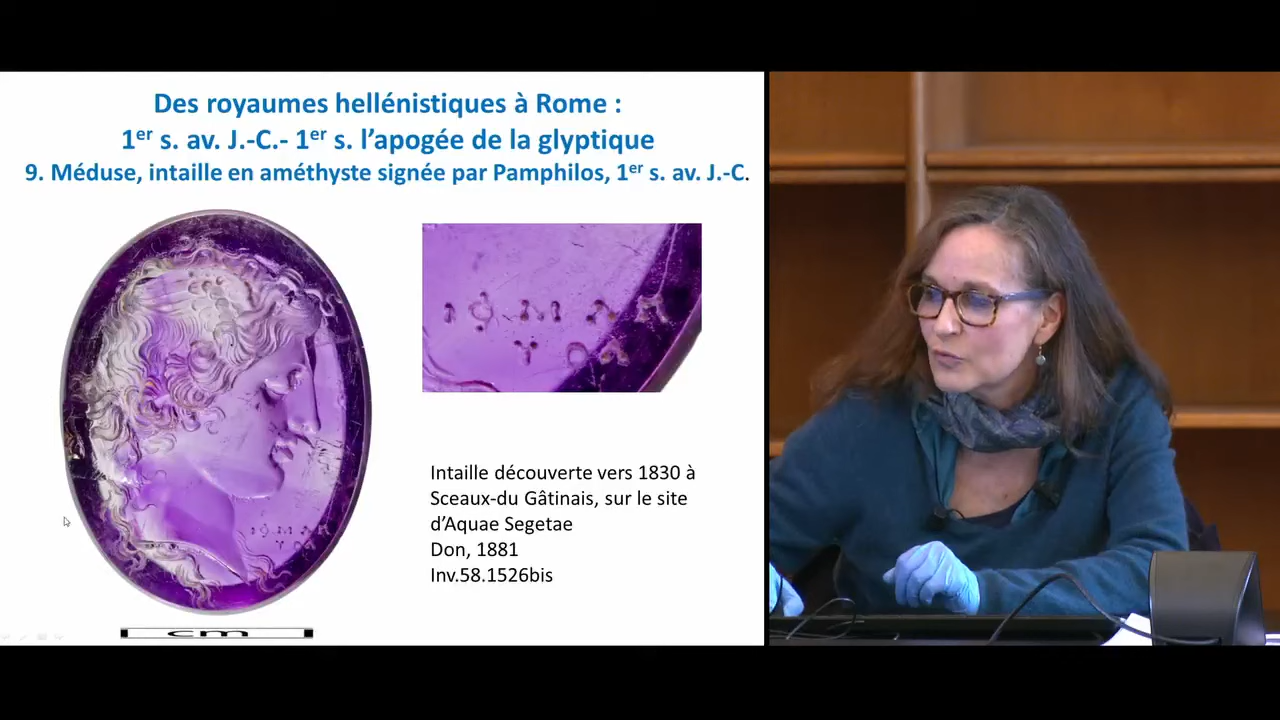 Des royaumes hellénistiques à Rome :
1er s. av. J.-C.- 1er s. l’apogée de la glyptique
9. Méduse, intaille en améthyste signée par Pamphilos, 1er s. av. J.-C.
Intaille découverte vers 1830 à
Sceaux-du Gâtinais, sur le site
d’Aquae Segetae
Don, 1881
Inv.58.1526bis
cm